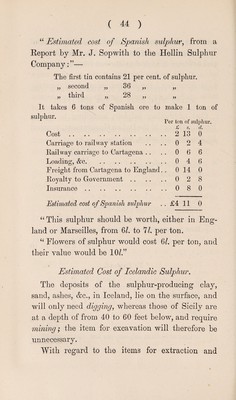 ( 44 )
“ Estimated cost of Spanish sulphur, from a
Report by Mr. J. Sopwith to the Hellin Sulphur
Company :”—
The first tin contains 21 per cent. of sulphur.
„ second „ 36 „ „
„ third „ 28 „ „
It takes 6 tons of Spanish ore to make 1 ton of
sulphur.
Per ton of sulphur.
£ s. d.
Cost .. .. .. .. .. .. .. .. 2 13 0
Carriage to railway station .. .. 0 2 4
Railway carriage to Cartagena .. .. 0 6 6
Loading, &c. .. .. .. .. .. .. 0 4 6
Freight from Cartagena to England .. 0 14 0
Royalty to Government .. .. .. 0 2 8
Insurance .. .. .. .. .. .. .. 0 8 0
Estimated cost of Spanish sulphur .. £4 11 0
“ This sulphur should be worth, either in Eng-
land or Marseilles, from 6l. to 7l. per ton.
“ Flowers of sulphur would cost 6l. per ton, and
their value would be 10l.”
Estimated Cost of Icelandic Sulphur.
The deposits of the sulphur-producing clay,
sand, ashes, &c., in Iceland, lie on the surface, and
will only need digging, whereas those of Sicily are
at a depth of from 40 to 60 feet below, and require
mining ; the item for excavation will therefore be
unnecessary.
With regard to the items for extraction and